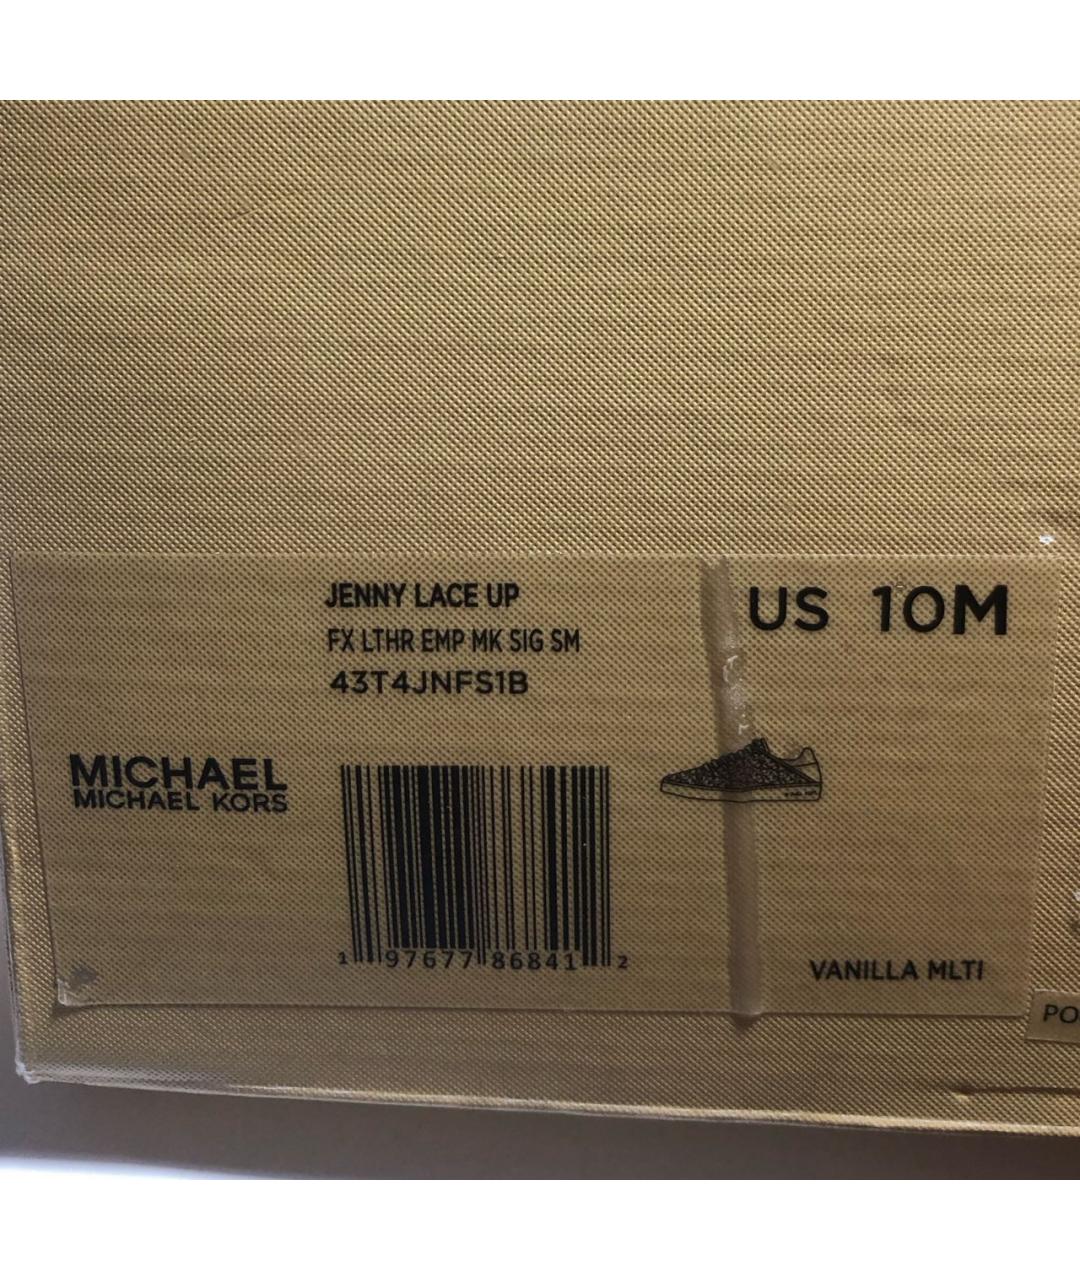 JENNY LACE UP
FX LTHR EMP MK SIG SM
43T4JNFS1B
US 10M
MICHAEL
MICHAEL KORS
1 97677 86841 2
VANILLA MLTI
PO